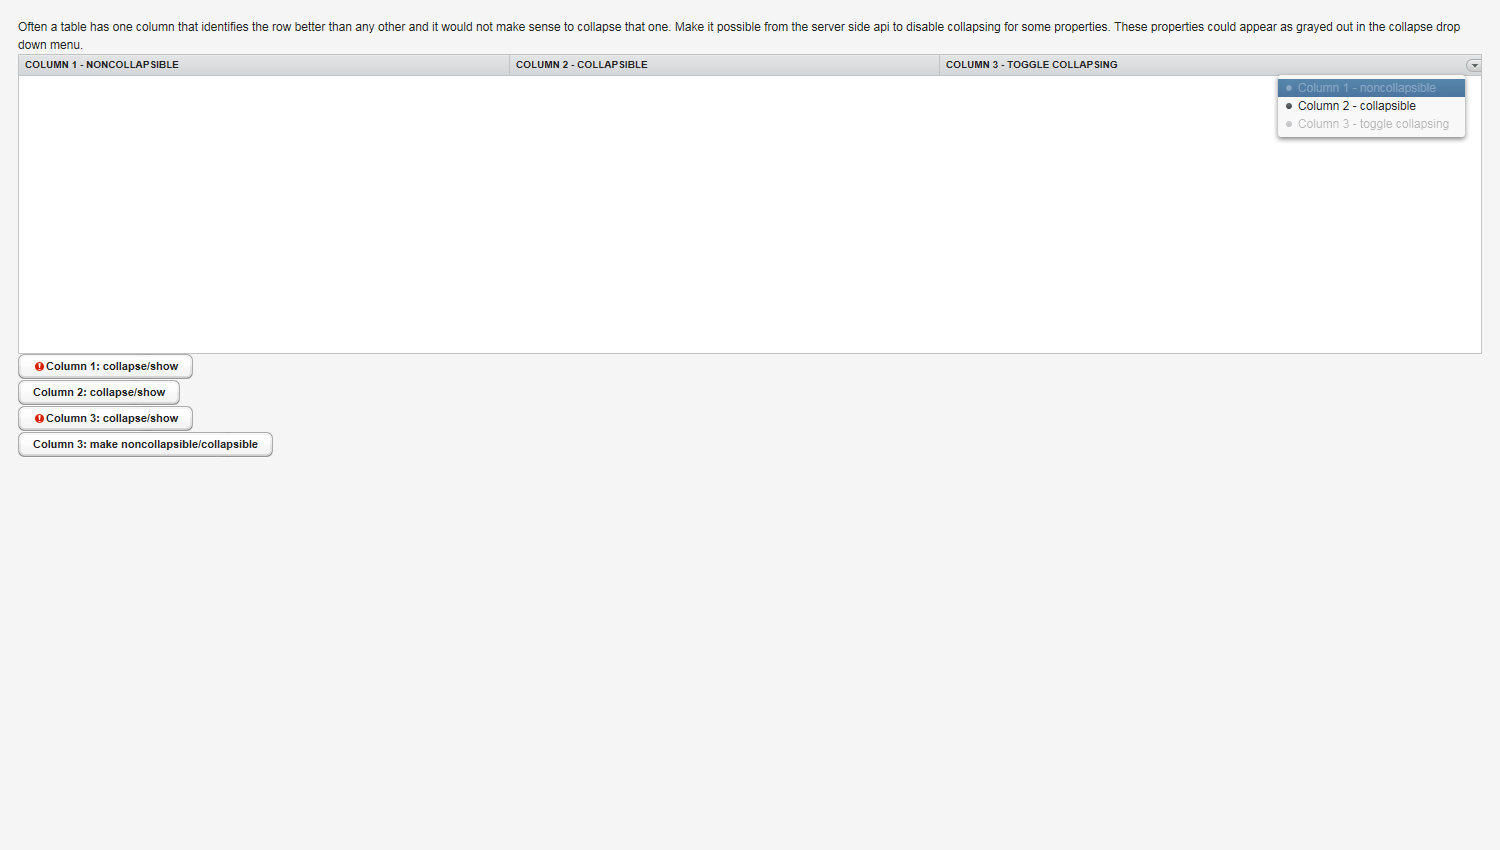 Often a table has one column that identifies the row better than any other and it would not make sense to collapse that one. Make it possible from the server side api to disable collapsing for some properties. These properties could appear as grayed out in the collapse drop
down menu.
COLUMN 1 - NONCOLLAPSIBLE
COLUMN 2 - COLLAPSIBLE
COLUMN 3 - TOGGLE COLLAPSING
Column 1 - noncollapsible
Column 2 - collapsible
Column 3 - toggle collapsing
Column 1: collapse/show
Column 2: collapse/show
Column 3: collapse/show
Column 3: make noncollapsible/collapsible